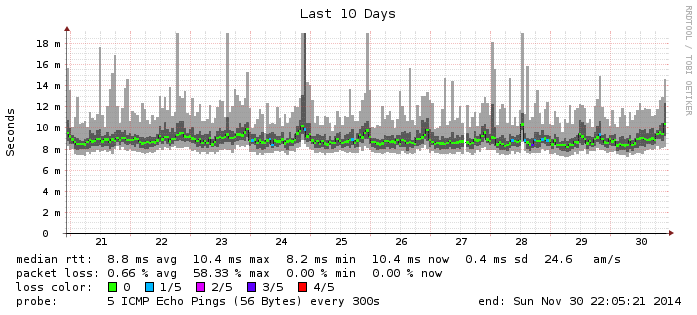 Last 10 Days
RRDTOOL / TOBI OETIKER
Seconds
18 m
16 m
14 m
12 m
10 m
8 m
6 m
4 m
2 m
0
21 22 23 24 25 26 27 28 29 30
median rtt: 8.8 ms avg 10.4 ms max 8.2 ms min 10.4 ms now 0.4 ms sd 24.6 am/s
packet loss: 0.66 % avg 58.33 % max 0.00 % min 0.00 % now
loss color: 0 1/5 2/5 3/5 4/5
probe: 5 ICMP Echo Pings (56 Bytes) every 300s end: Sun Nov 30 22:05:21 2014